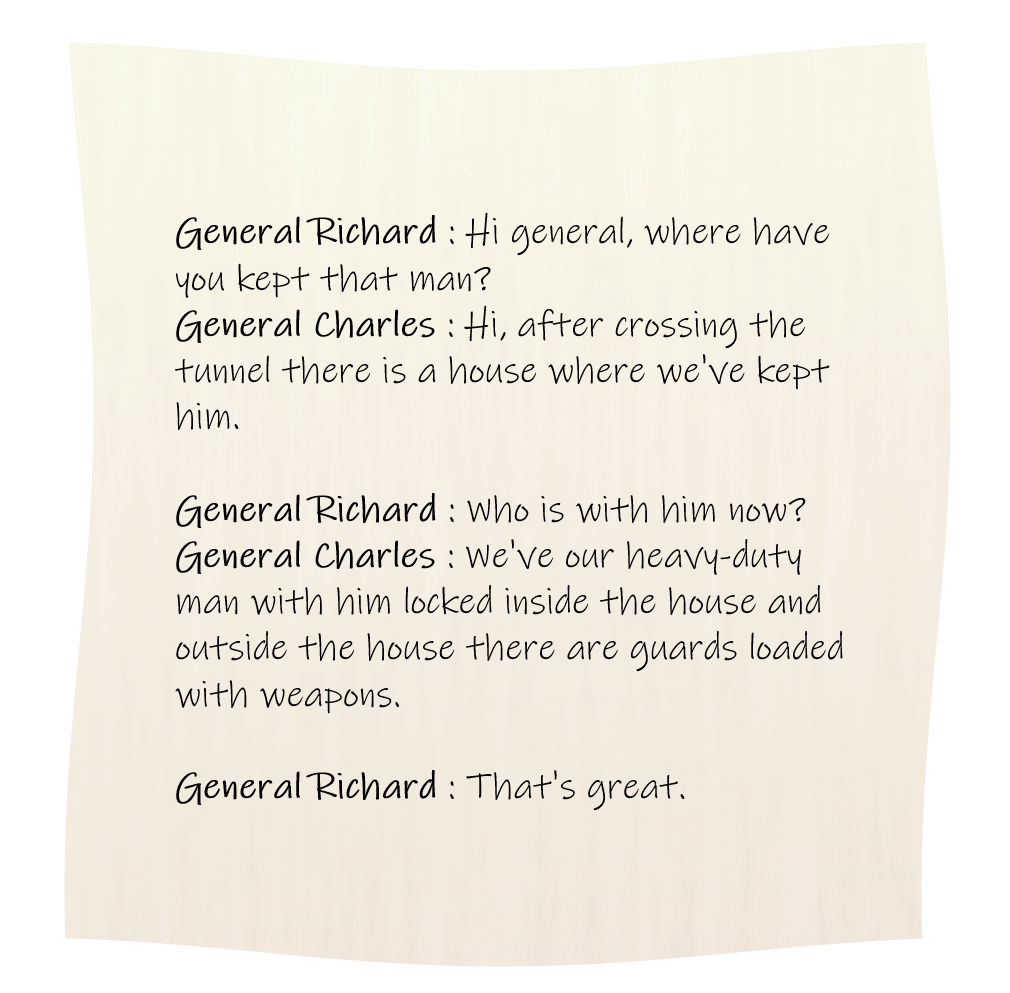 General Richard : Hi general, where have
you kept that man?
General Charles : Hi, after crossing the
tunnel there is a house where we've kept
him.
General Richard : Who is with him now?
General Charles : We've our heavy-duty
man with him locked inside the house and
outside the house there are guards loaded
with weapons.
General Richard : That's great.